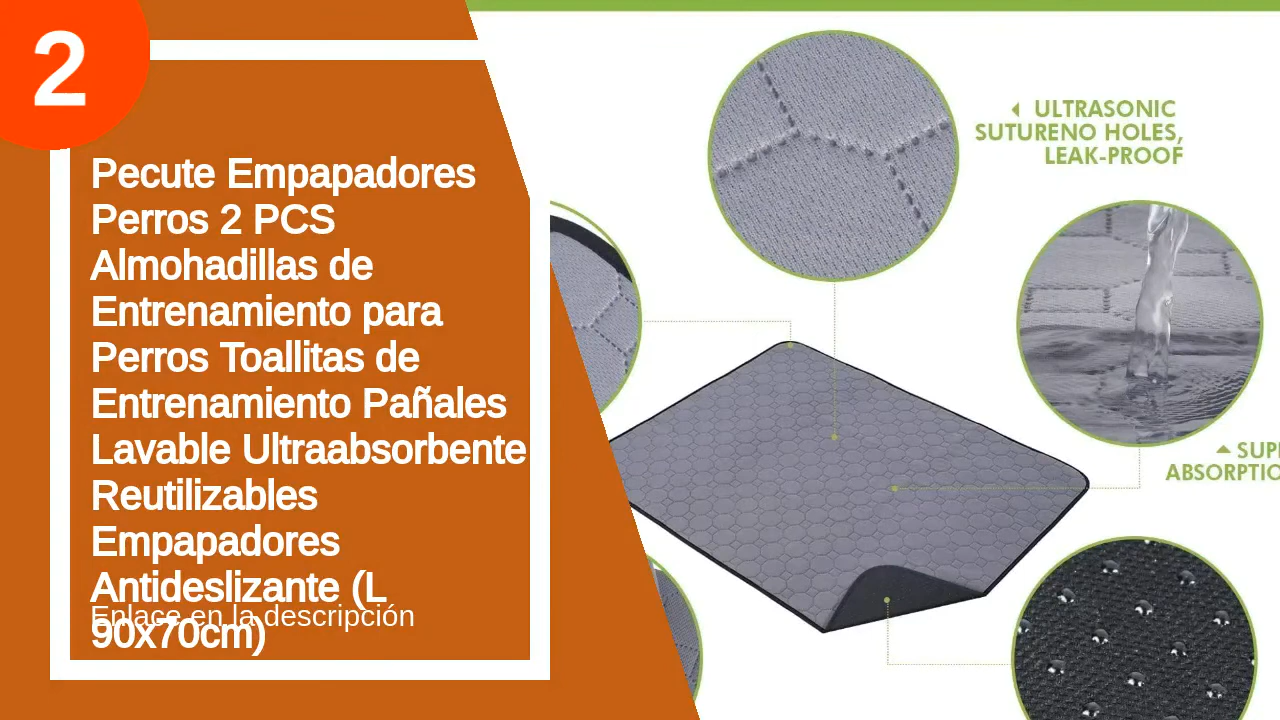 2
Pecute Empapadores
Perros 2 PCS
Almohadillas de
Entrenamiento para
Perros Toallitas de
Entrenamiento Pañales
Lavable Ultraabsorbente
Reutilizables
Empapadores
Antideslizante (L
90x70cm)
Enlace en la descripción
ULTRASONIC
SUTURENO HOLES,
LEAK-PROOF